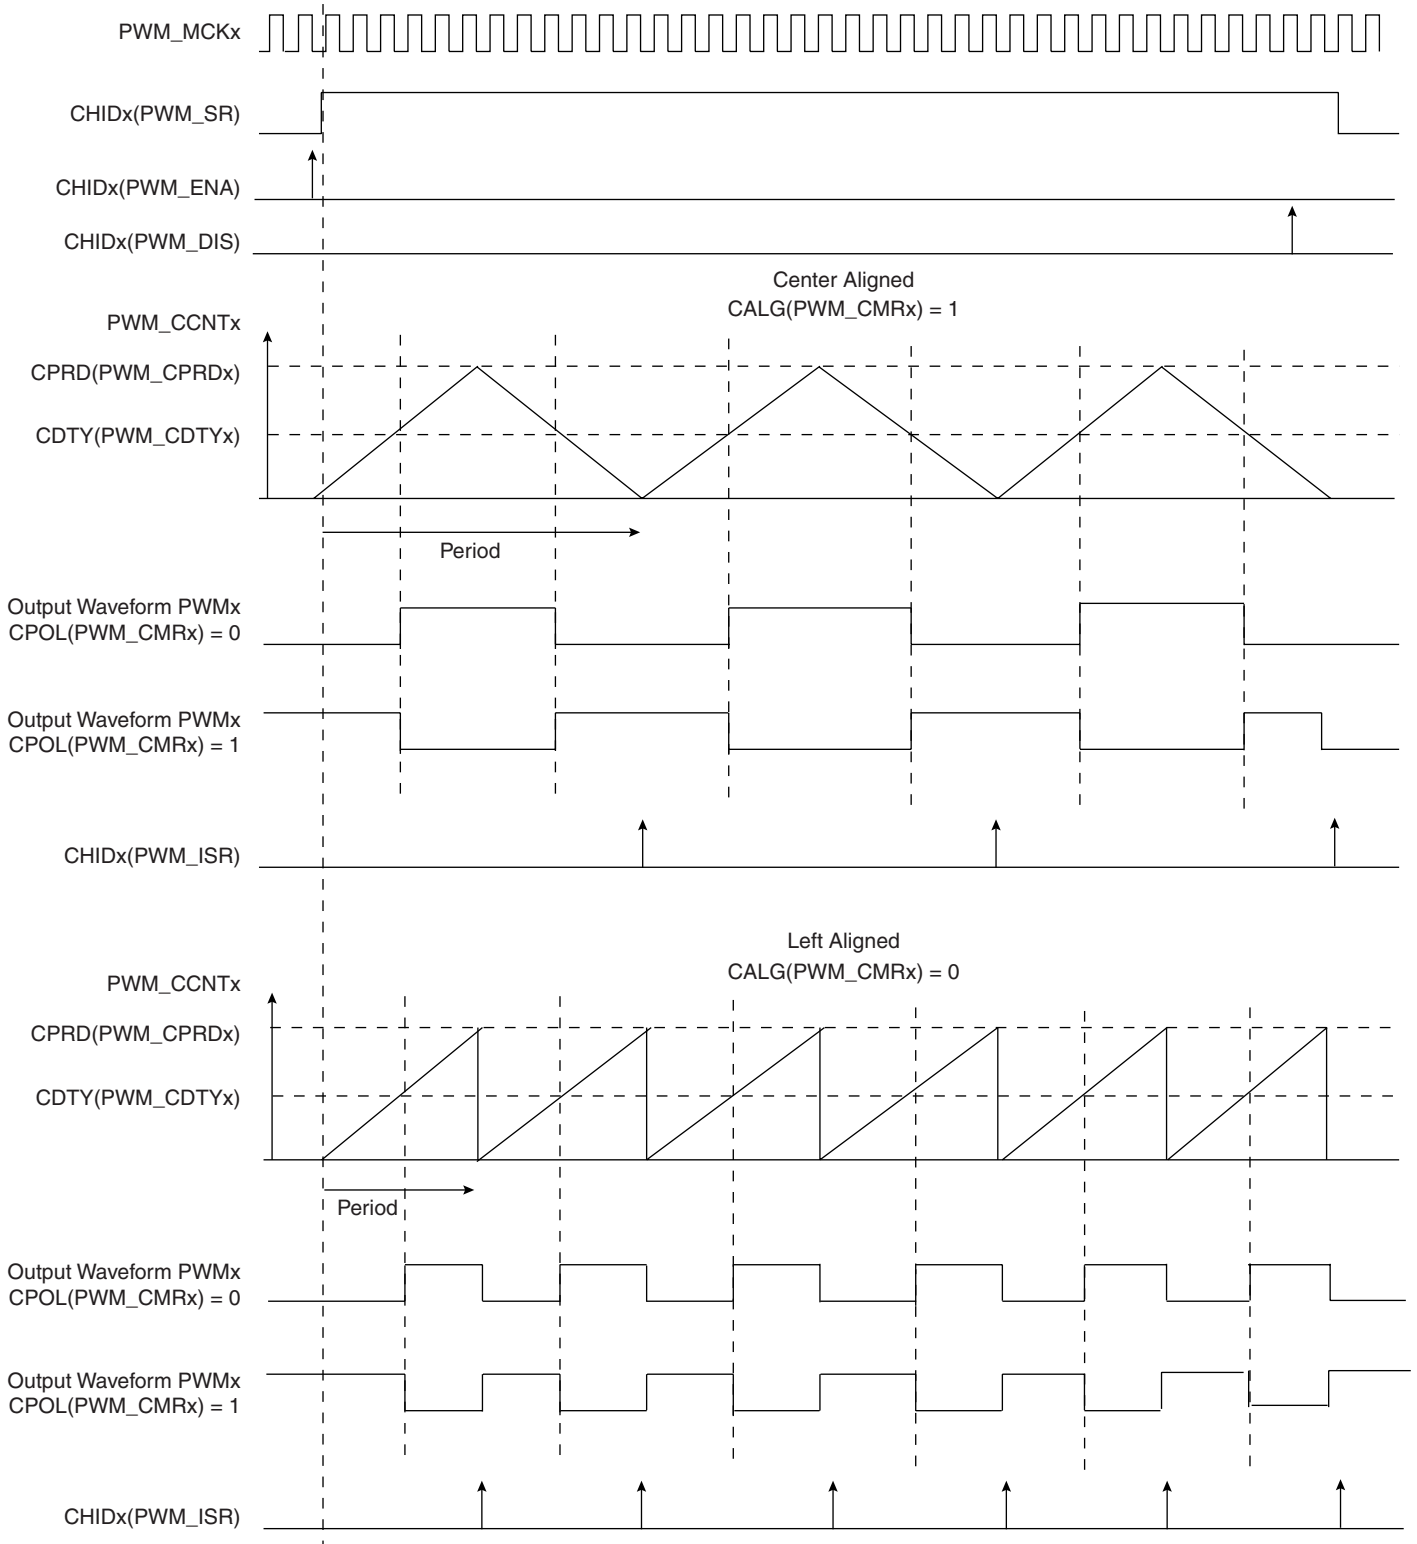 PWM_MCKx
CHIDx(PWM_SR)
CHIDx(PWM_ENA)
CHIDx(PWM_DIS)
Center Aligned
CALG(PWM_CMRx) = 1
PWM_CCNTx
CPRD(PWM_CPRDx)
CDTY(PWM_CDTYx)
Period
Output Waveform PWMx
CPOL(PWM_CMRx) = 0
Output Waveform PWMx
CPOL(PWM_CMRx) = 1
CHIDx(PWM_ISR)
Left Aligned
CALG(PWM_CMRx) = 0
PWM_CCNTx
CPRD(PWM_CPRDx)
CDTY(PWM_CDTYx)
Period
Output Waveform PWMx
CPOL(PWM_CMRx) = 0
Output Waveform PWMx
CPOL(PWM_CMRx) = 1
CHIDx(PWM_ISR)